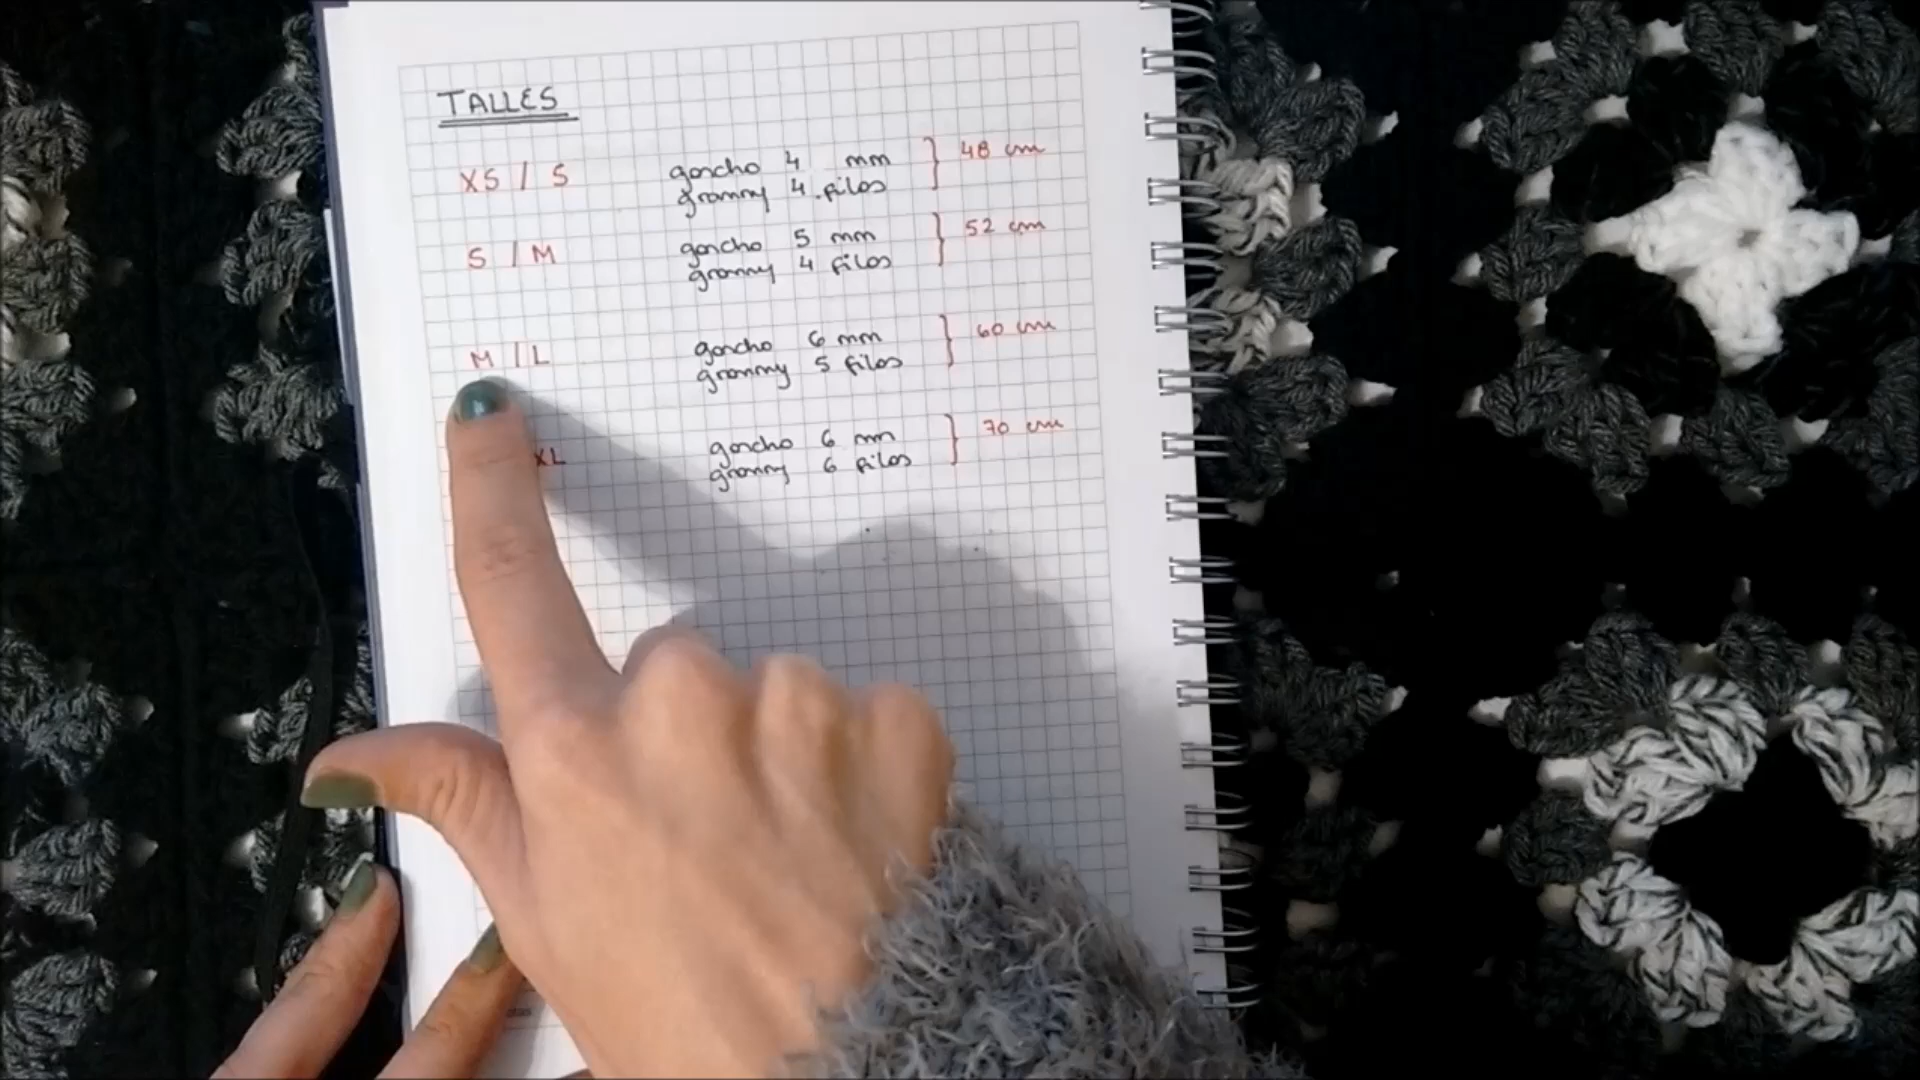 TALLES
XS / S
gancho 4 mm
granny 4 filas
48 cm
S / M
gancho 5 mm
granny 4 filas
52 cm
M / L
gancho 6 mm
granny 5 filas
60 cm
XL
gancho 6 mm
granny 6 filas
70 cm